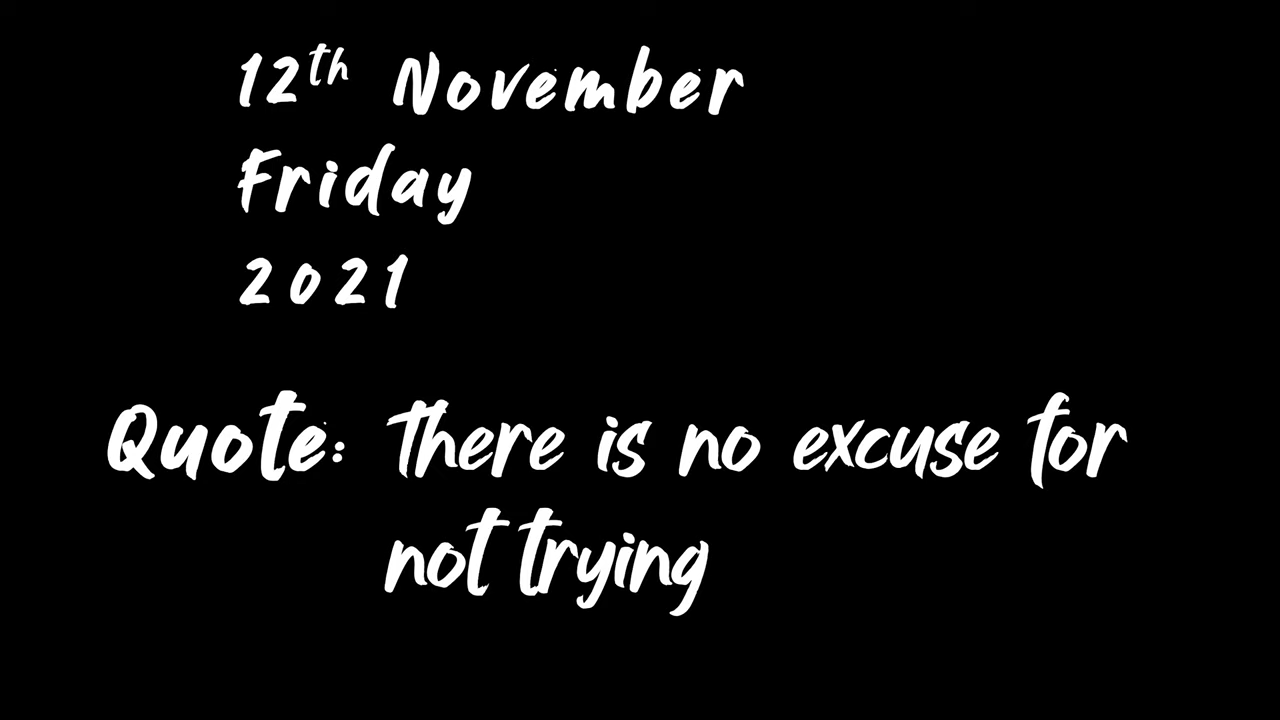 12th November
Friday
2021
Quote: There is no excuse for
not trying